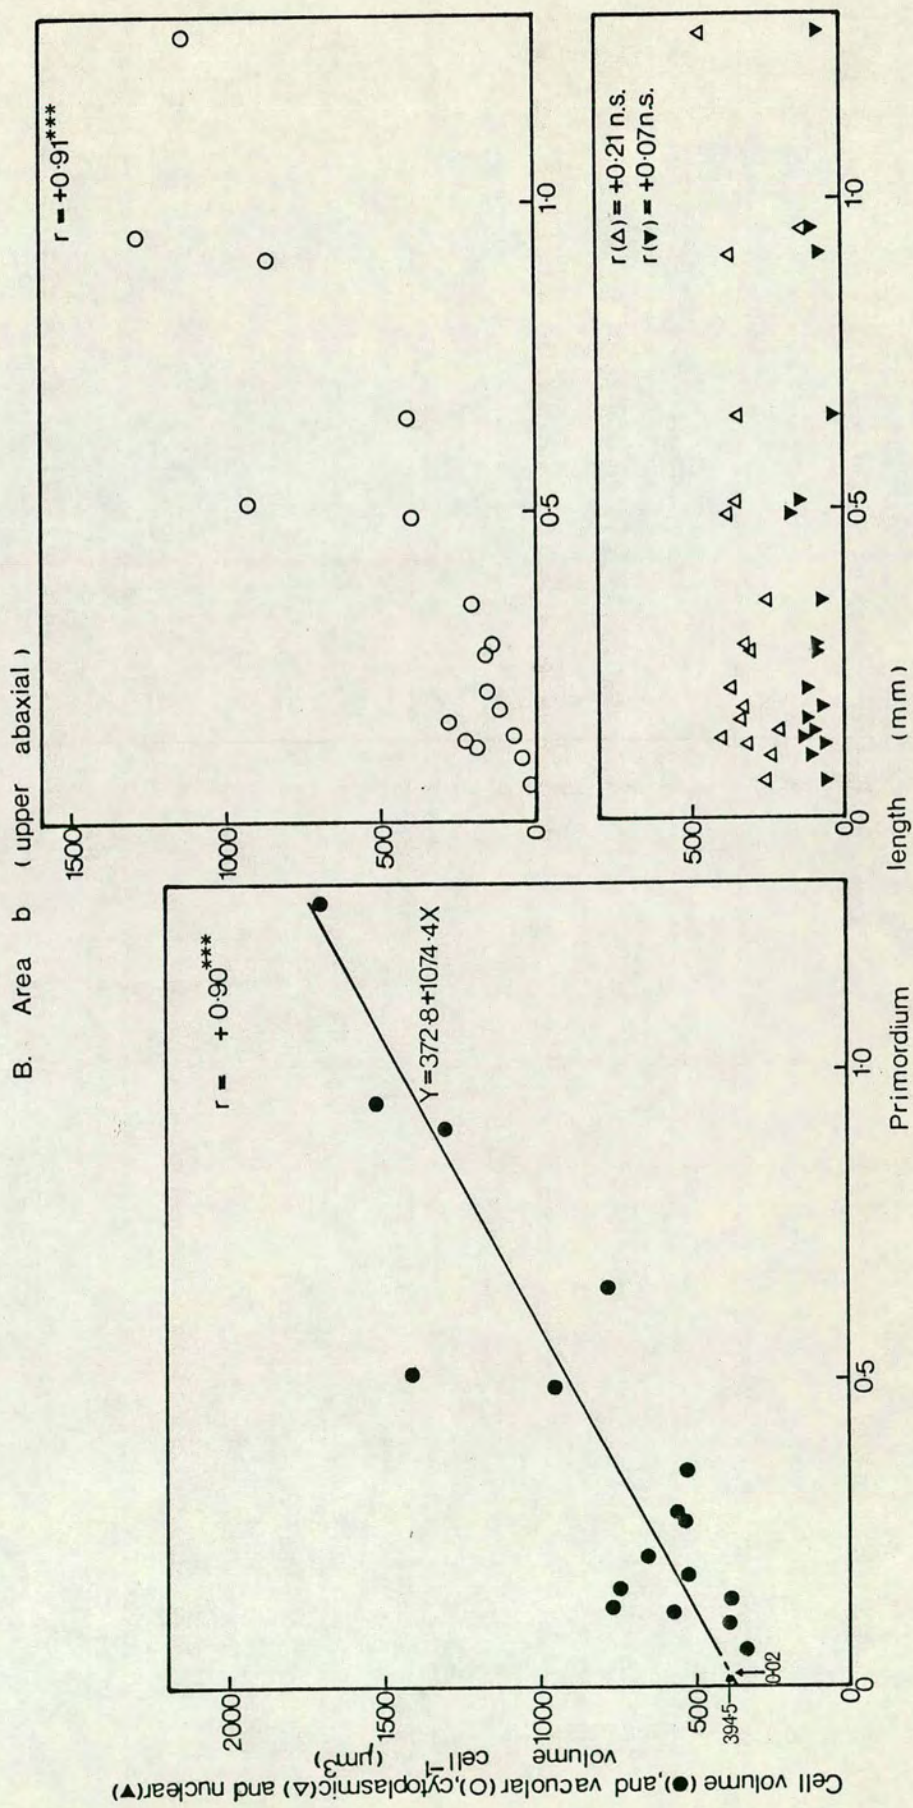 B. Area b (upper abaxial)
Cell volume (●),and vacuolar(O),cytoplasmic(△) and nuclear(▼)
volume cell⁻¹ (μm³)
2000
1500
1000
500
394·5
0
0·02
0·5
1·0
r = +0·90***
Y=372·8+1074·4X
1500
1000
500
0
0·5
1·0
r = +0·91***
500
0
0
0·5
1·0
r(△) = +0·21 n.s.
r(▼) = +0·07n.s.
Primordium length (mm)